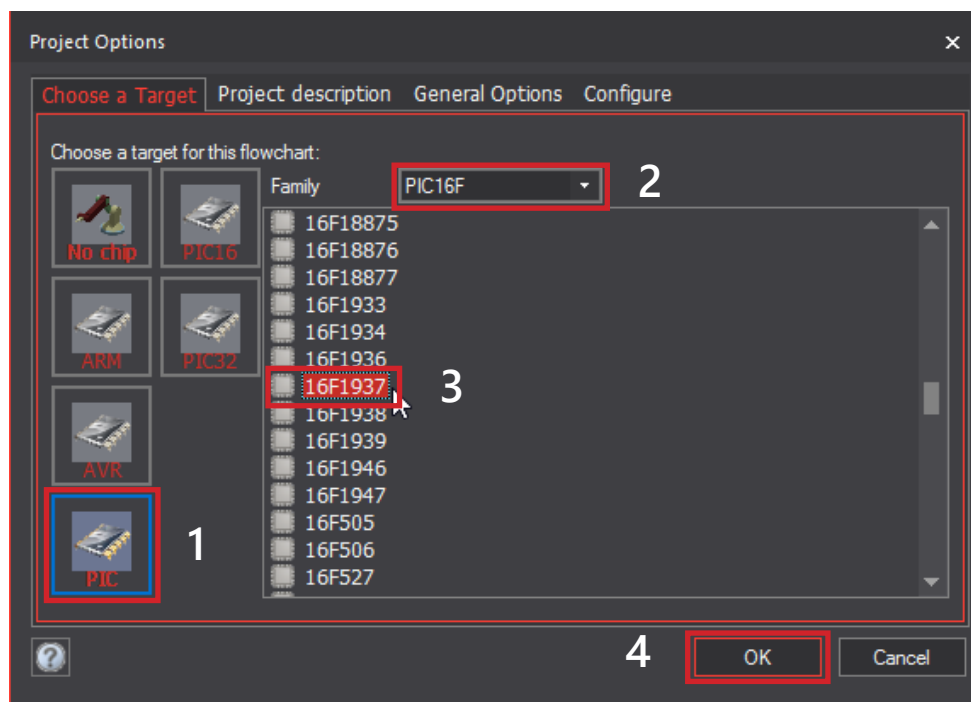 Project Options
Choose a Target Project description General Options Configure
Choose a target for this flowchart:
No chip
PIC16
ARM
PIC32
AVR
PIC
1
Family PIC16F 2
16F18875
16F18876
16F18877
16F1933
16F1934
16F1936
16F1937 3
16F1938
16F1939
16F1946
16F1947
16F505
16F506
16F527
? 4 OK Cancel